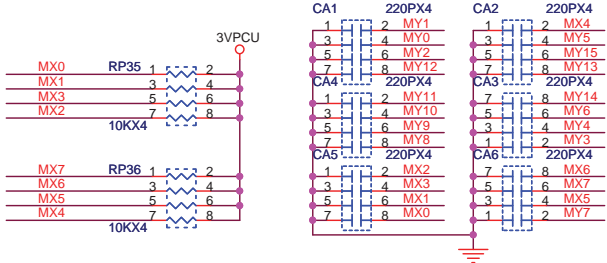 CA1 220PX4 CA2 220PX4
3VPCU
1 2 MY1 1 2 MX4
3 4 MY0 3 4 MY5
5 6 MY2 5 6 MY15
7 8 MY12 7 8 MY13
MX0 RP35 1 2
MX1 3 4
MX3 5 6
MX2 7 8
10KX4
CA4 220PX4 CA3 220PX4
1 2 MY11 7 8 MY14
3 4 MY10 5 6 MY6
5 6 MY9 3 4 MY4
7 8 MY8 1 2 MY3
CA5 220PX4 CA6 220PX4
MX7 RP36 1 2
MX6 3 4
MX5 5 6
MX4 7 8
10KX4
1 2 MX2 7 8 MX6
3 4 MX3 5 6 MX7
5 6 MX1 3 4 MX5
7 8 MX0 1 2 MY7